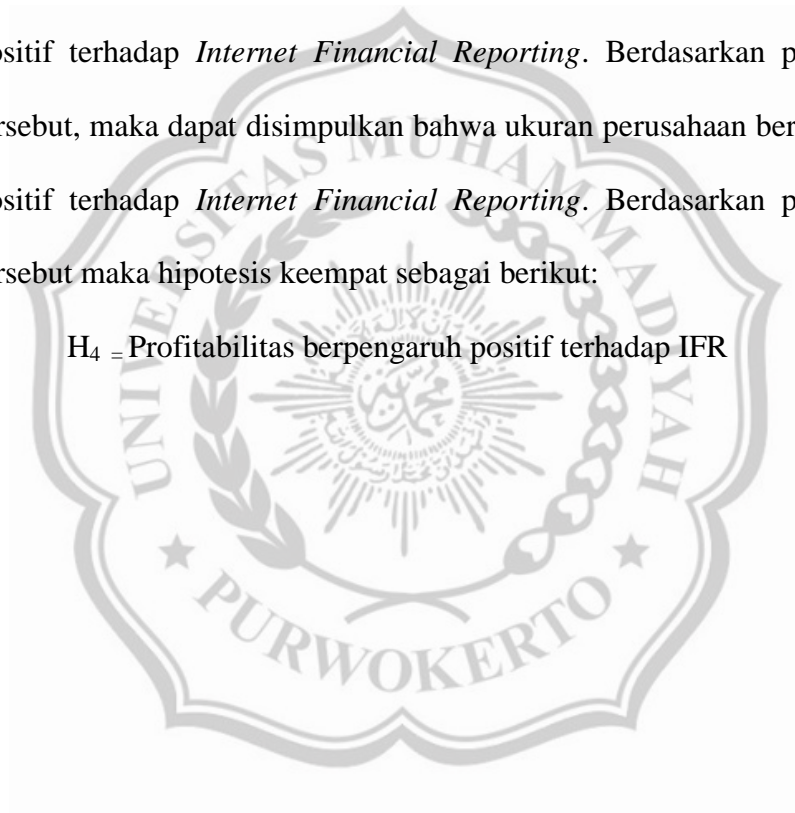 ositif terhadap Internet Financial Reporting. Berdasarkan p
rsebut, maka dapat disimpulkan bahwa ukuran perusahaan ber
ositif terhadap Internet Financial Reporting. Berdasarkan p
rsebut maka hipotesis keempat sebagai berikut:
H4 = Profitabilitas berpengaruh positif terhadap IFR
UNIVERSITAS MUHAMMADIYAH
PURWOKERTO